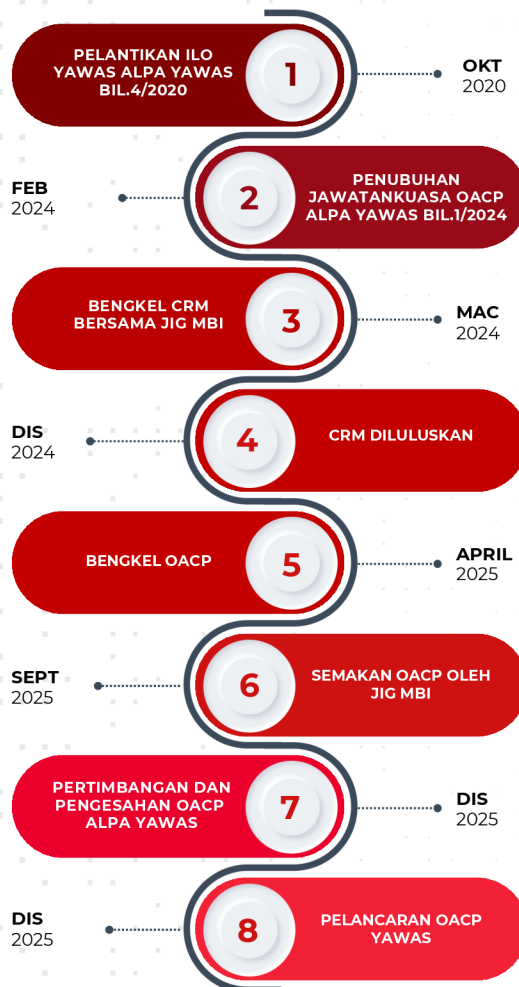 PELANTIKAN ILO
YAWAS ALPA YAWAS
BIL.4/2020
1
OKT
2020
FEB
2024
2
PENUBUHAN
JAWATANKUASA OACP
ALPA YAWAS BIL.1/2024
BENGKEL CRM
BERSAMA JIG MBI
3
MAC
2024
DIS
2024
4
CRM DILULUSKAN
BENGKEL OACP
5
APRIL
2025
SEPT
2025
6
SEMAKAN OACP OLEH
JIG MBI
PERTIMBANGAN DAN
PENGESAHAN OACP
ALPA YAWAS
7
DIS
2025
DIS
2025
8
PELANCARAN OACP
YAWAS